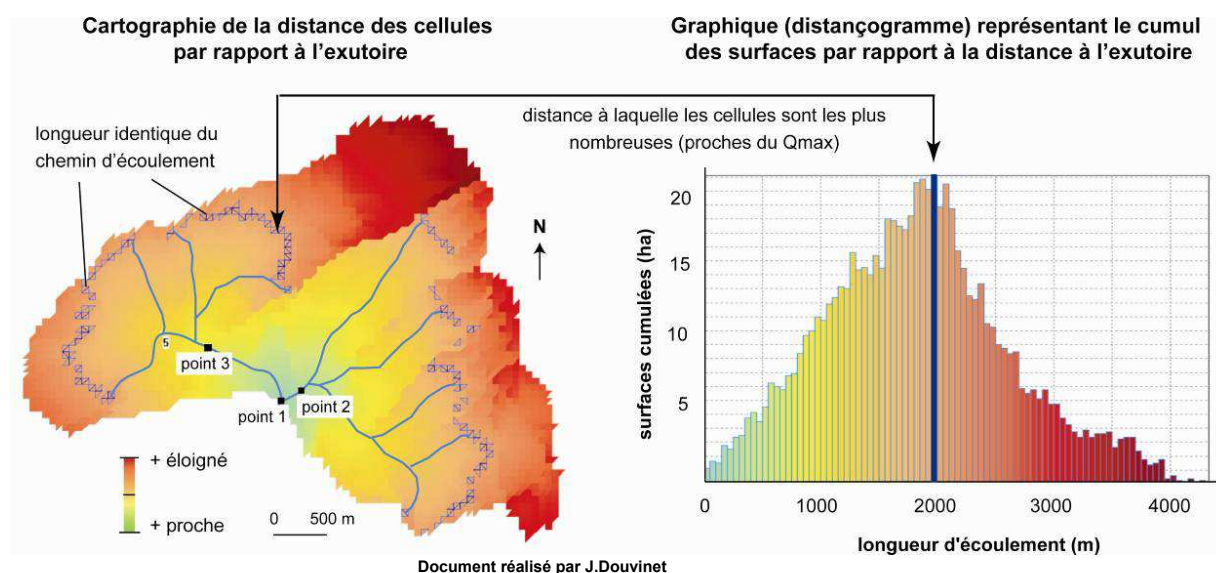 Cartographie de la distance des cellules
par rapport à l'exutoire
Graphique (distançogramme) représentant le cumul
des surfaces par rapport à la distance à l'exutoire
longueur identique du
chemin d'écoulement
distance à laquelle les cellules sont les plus
nombreuses (proches du Qmax)
N
5
point 3
point 1
point 2
+ éloigné
+ proche
0 500 m
surfaces cumulées (ha)
20
15
10
5
0 1000 2000 3000 4000
longueur d'écoulement (m)
Document réalisé par J.Douvinet